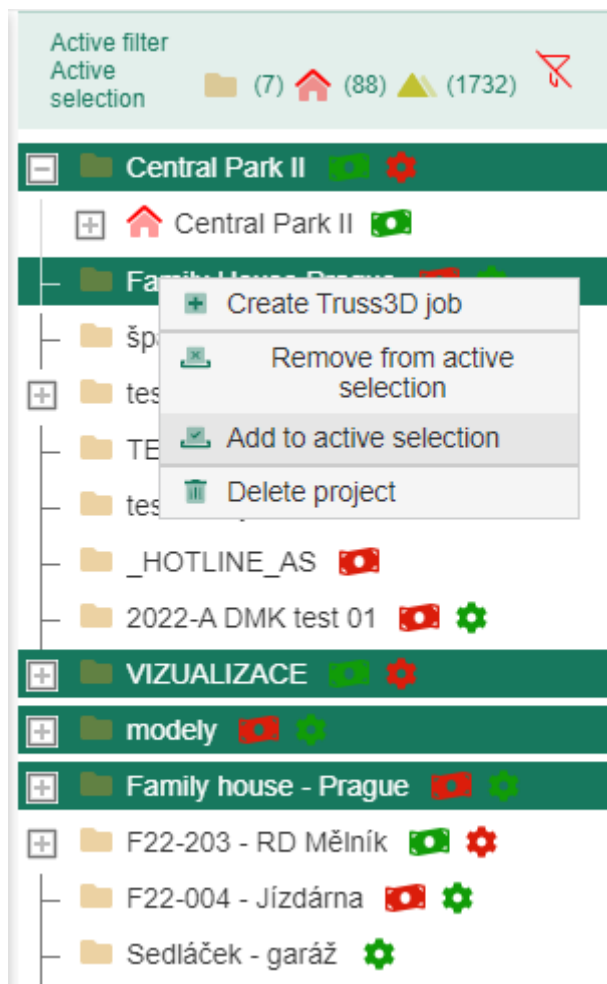 Active filter
Active
selection
(7) (88) (1732)
Central Park II
Central Park II
Create Truss3D job
Remove from active
selection
Add to active selection
Delete project
_HOTLINE_AS
2022-A DMK test 01
VIZUALIZACE
modely
Family house - Prague
F22-203 - RD Mělník
F22-004 - Jízdárna
Sedláček - garáž